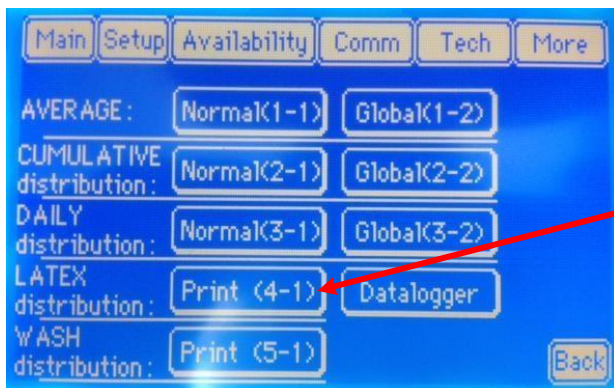 Main Setup Availability Comm Tech More
AVERAGE: Normal(1-1) Global(1-2)
CUMULATIVE
distribution: Normal(2-1) Global(2-2)
DAILY
distribution: Normal(3-1) Global(3-2)
LATEX
distribution: Print (4-1) Datalogger
WASH
distribution: Print (5-1)
Back